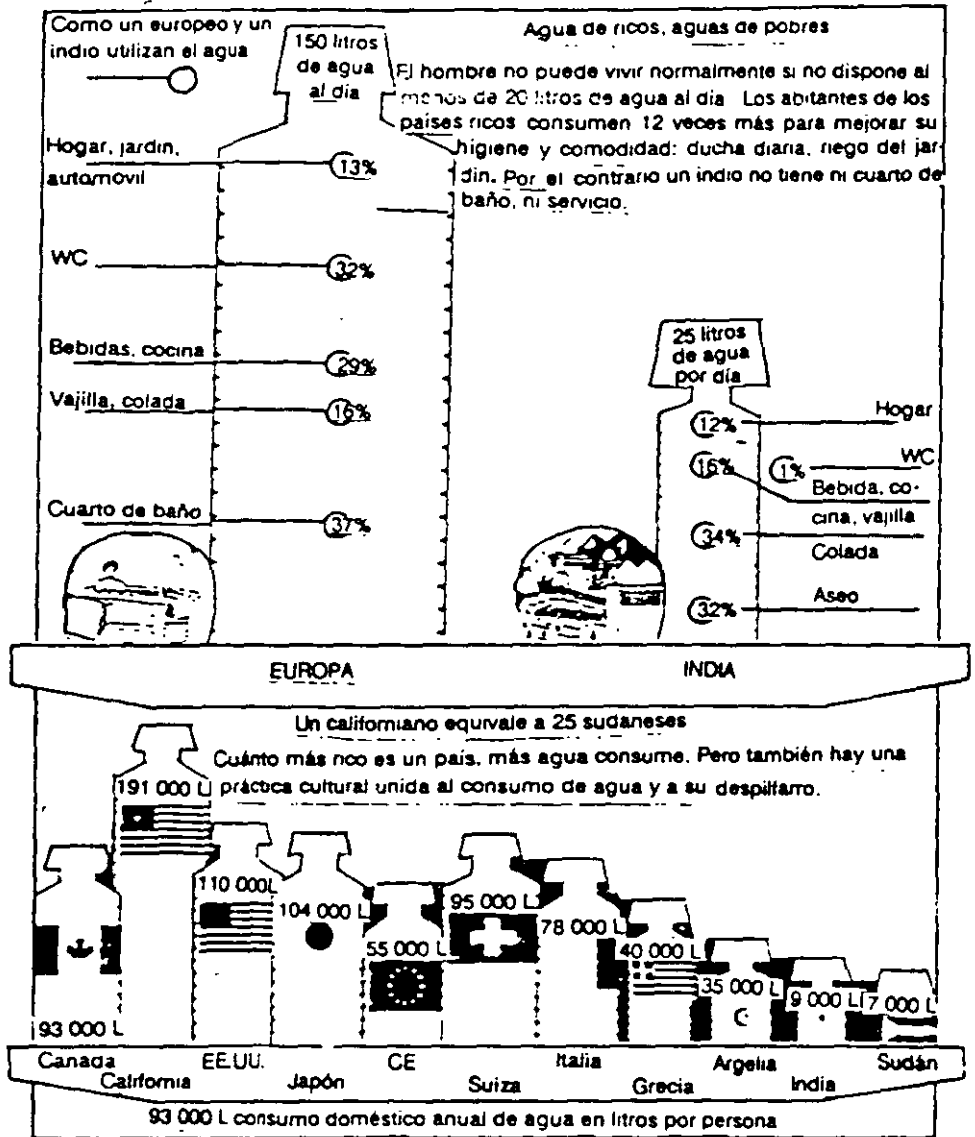 Como un europeo y un
indio utilizan el agua
150 litros
de agua
al día
Hogar, jardín,
automovil
13%
WC
32%
Bebidas, cocina
29%
Vajilla, colada
16%
Cuarto de baño
37%
Agua de ricos, aguas de pobres
El hombre no puede vivir normalmente si no dispone al
menos de 20 litros de agua al día Los abitantes de los
países ricos consumen 12 veces más para mejorar su
higiene y comodidad: ducha diaria, riego del jar-
din. Por el contrario un indio no tiene ni cuarto de
baño, ni servicio.
25 litros
de agua
por día
12%
Hogar
16%
1%
WC
Bebida, co-
cina, vajilla
34%
Colada
32%
Aseo
EUROPA
INDIA
Un californiano equivale a 25 sudaneses
Cuánto más rico es un país, más agua consume. Pero también hay una
práctica cultural unida al consumo de agua y a su despilfarro.
93 000 L
191 000 L
110 000L
104 000 L
55 000 L
95 000 L
78 000 L
40 000 L
35 000 L
9 000 L
7 000 L
Canada
California
EE.UU.
Japón
CE
Suiza
Italia
Grecia
Argelia
India
Sudán
93 000 L consumo doméstico anual de agua en litros por persona